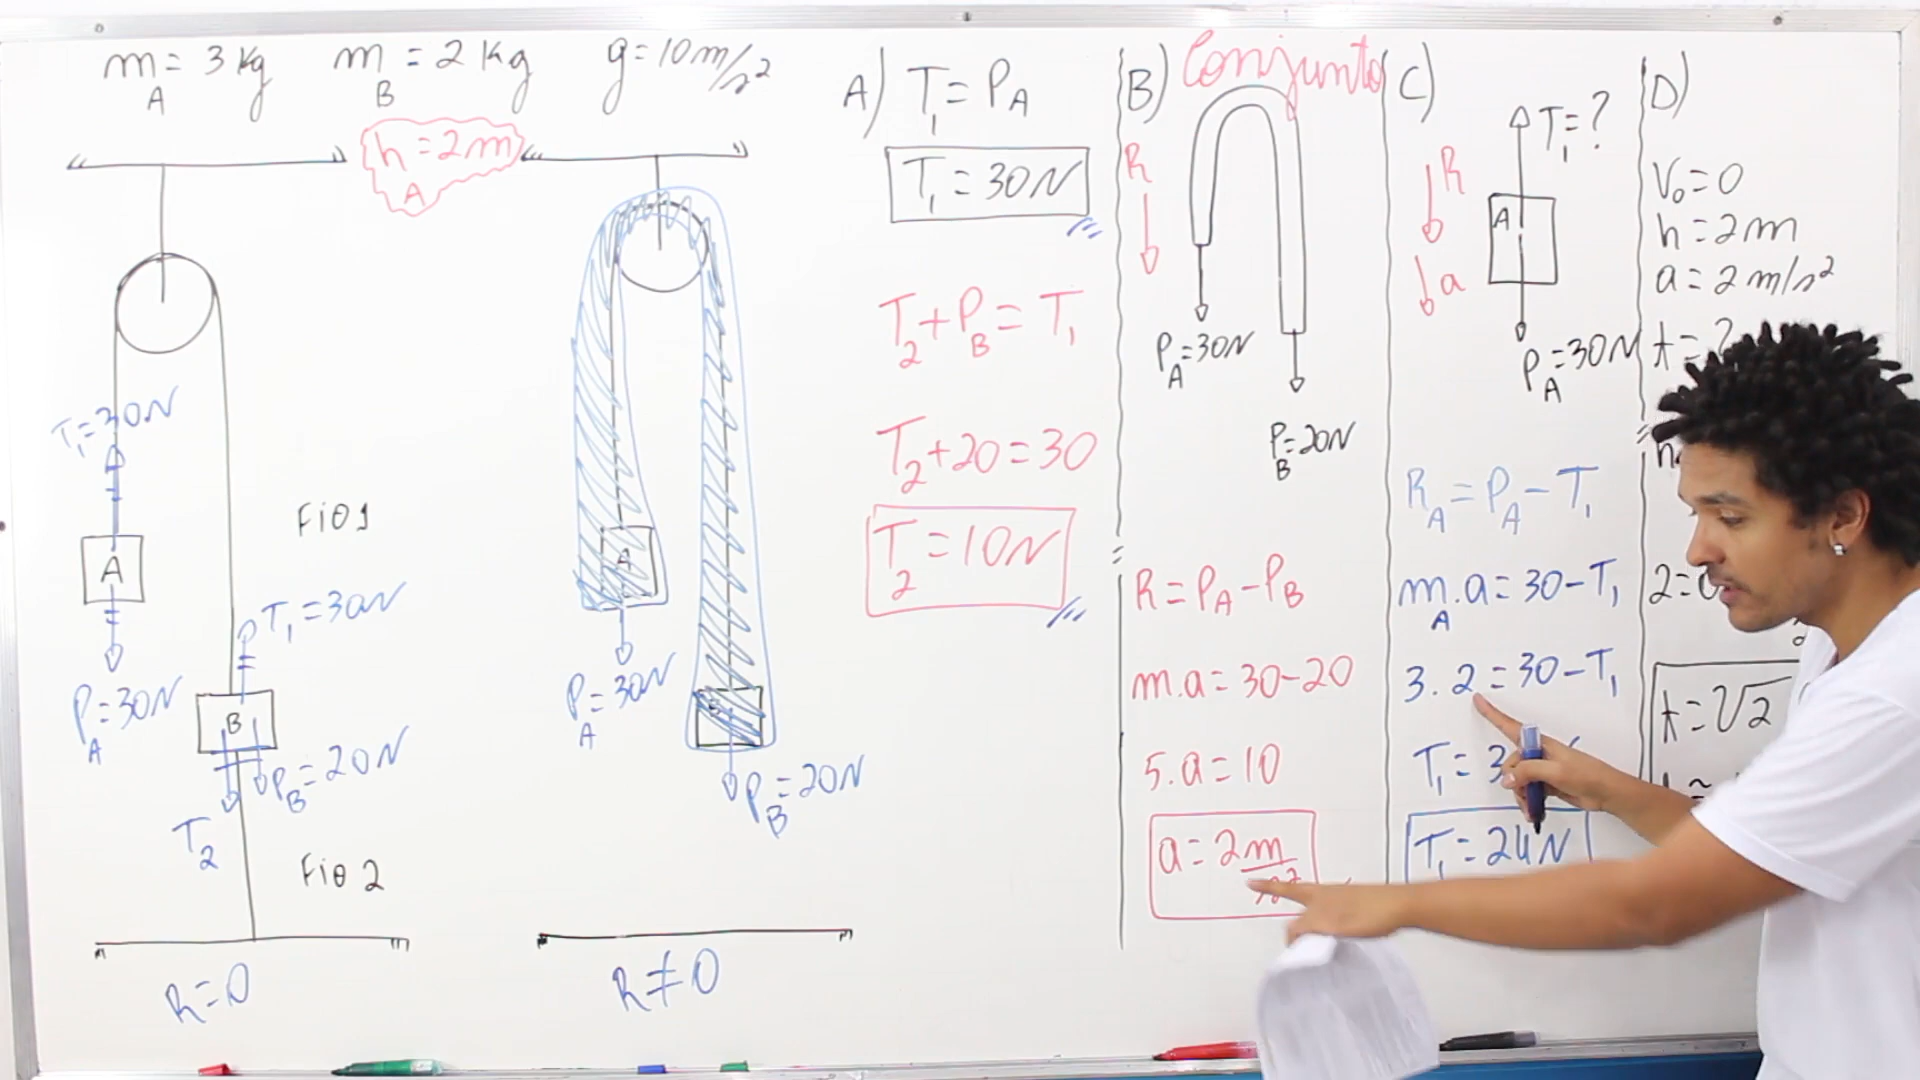 m_A = 3 kg m_B = 2 kg g = 10 m/s²
h_A = 2m
T₁ = 30N
A
P_A = 30N
Fio 1
T₁ = 30N
B
P_B = 20N
T₂
Fio 2
R = 0
A
P_A = 30N
P_B = 20N
R ≠ 0
A) T₁ = P_A
T₁ = 30N
T₂ + P_B = T₁
T₂ + 20 = 30
T₂ = 10N
B) Conjunto
R
P_A = 30N
P_B = 20N
R = P_A - P_B
m.a = 30 - 20
5.a = 10
a = 2 m/s²
C)
T₁ = ?
R
A
a
P_A = 30N
R_A = P_A - T₁
m_A.a = 30 - T₁
3.2 = 30 - T₁
T₁ = 3
T₁ = 24N
D)
V₀ = 0
h = 2m
a = 2 m/s²
t = ?
h
2 = 0
t = ²√2